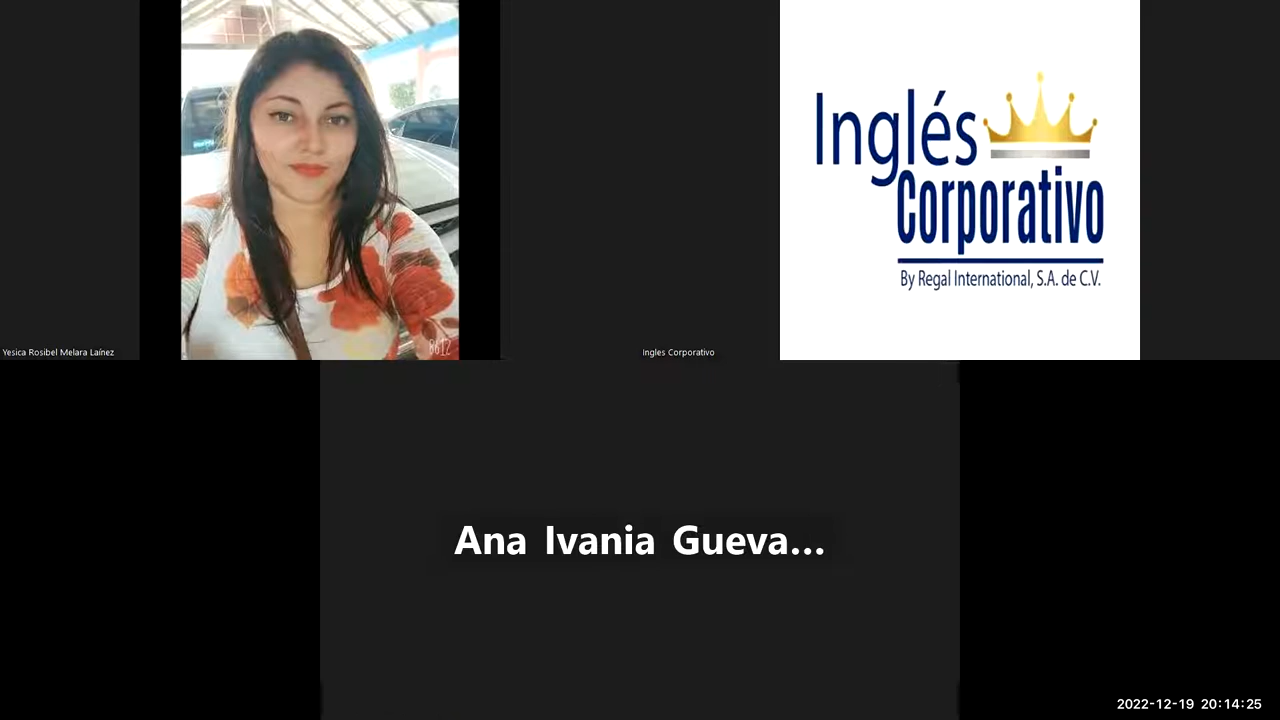 Inglés
Corporativo
By Regal International, S.A. de C.V.
8612
Yesica Rosibel Melara Laínez
Ingles Corporativo
Ana Ivania Gueva...
2022-12-19 20:14:25